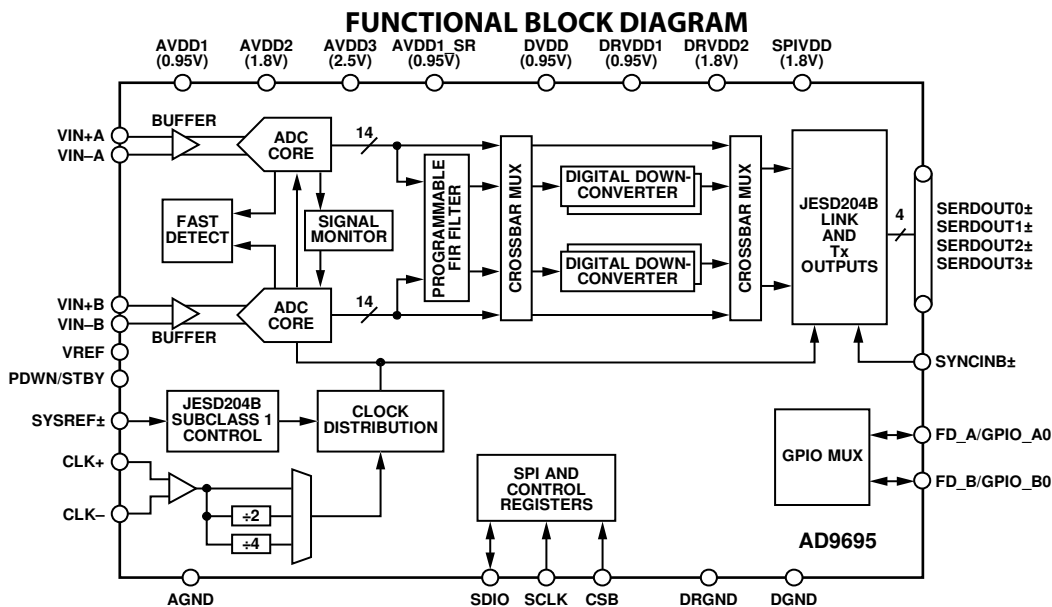 FUNCTIONAL BLOCK DIAGRAM
AVDD1
(0.95V)
AVDD2
(1.8V)
AVDD3
(2.5V)
AVDD1_SR
(0.95V)
DVDD
(0.95V)
DRVDD1
(0.95V)
DRVDD2
(1.8V)
SPIVDD
(1.8V)
VIN+A
VIN–A
BUFFER
ADC
CORE
14
FAST
DETECT
SIGNAL
MONITOR
PROGRAMMABLE
FIR FILTER
CROSSBAR MUX
DIGITAL DOWN-
CONVERTER
DIGITAL DOWN-
CONVERTER
CROSSBAR MUX
JESD204B
LINK
AND
Tx
OUTPUTS
4
SERDOUT0±
SERDOUT1±
SERDOUT2±
SERDOUT3±
VIN+B
VIN–B
BUFFER
ADC
CORE
14
VREF
PDWN/STBY
SYSREF±
JESD204B
SUBCLASS 1
CONTROL
CLOCK
DISTRIBUTION
SYNCINB±
CLK+
CLK–
÷2
÷4
SPI AND
CONTROL
REGISTERS
GPIO MUX
FD_A/GPIO_A0
FD_B/GPIO_B0
AD9695
AGND
SDIO
SCLK
CSB
DRGND
DGND